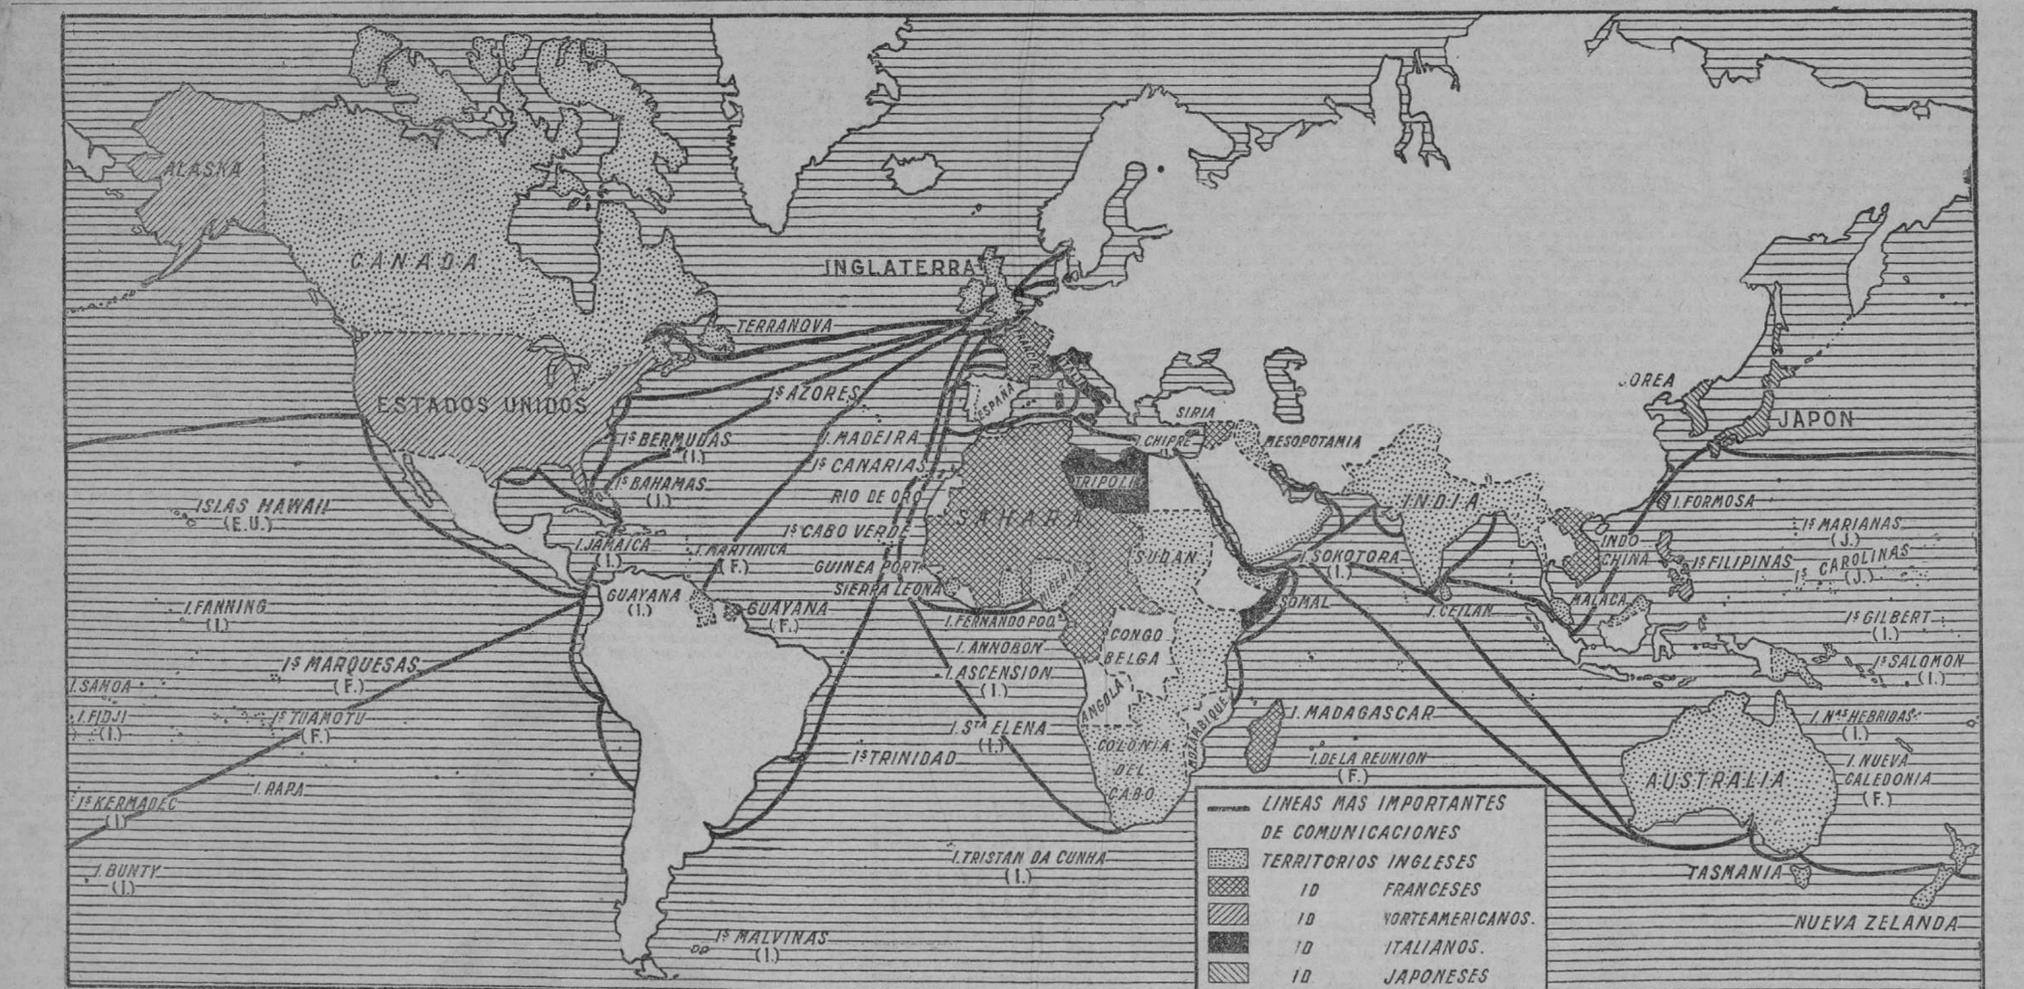 ALASKA
CANADA
ESTADOS UNIDOS
INGLATERRA
TERRANOVA
Iˢ AZORES
Iˢ BERMUDAS
(I.)
Iˢ BAHAMAS
(I.)
I. MADEIRA
Iˢ CANARIAS
RIO DE ORO
Iˢ CABO VERDE
GUINEA PORT.
SIERRA LEONA
ISLAS HAWAII
(E.U.)
I. JAMAICA
(I.)
I. MARTINICA
(F.)
GUAYANA
(I.)
GUAYANA
(F.)
I. FANNING
(I.)
Iˢ MARQUESAS
(F.)
I. SAMOA
I. FIDJI
(I.)
Iˢ TUAMOTU
(F.)
I. RAPA
Iˢ KERMADEC
(I.)
I. BUNTY
(I.)
Iˢ TRINIDAD
Iˢ MALVINAS
(I.)
I. FERNANDO POO
I. ANNOBON
I. ASCENSION
(I.)
I. Sᵗᵃ ELENA
(I.)
I. TRISTAN DA CUNHA
(I.)
ESPAÑA
SIRIA
I. CHIPRE
MESOPOTAMIA
TRIPOLI
SAHARA
SUDAN
CONGO
BELGA
ANGOLA
COLONIA
DEL
CABO
MOZAMBIQUE
SOMAL
I. SOKOTORA
(I.)
I. MADAGASCAR
I. DE LA REUNION
(F.)
INDIA
I. CEILAN
INDO
CHINA
MALACA
COREA
JAPON
I. FORMOSA
Iˢ MARIANAS
(J.)
Iˢ FILIPINAS
Iˢ CAROLINAS
(J.)
Iˢ GILBERT
(I.)
Iˢ SALOMON
(I.)
I. Nᵃˢ HEBRIDAS
(I.)
I. NUEVA
CALEDONIA
(F.)
AUSTRALIA
TASMANIA
NUEVA ZELANDA
LINEAS MAS IMPORTANTES
DE COMUNICACIONES
TERRITORIOS INGLESES
ID FRANCESES
ID NORTEAMERICANOS.
ID ITALIANOS.
ID JAPONESES